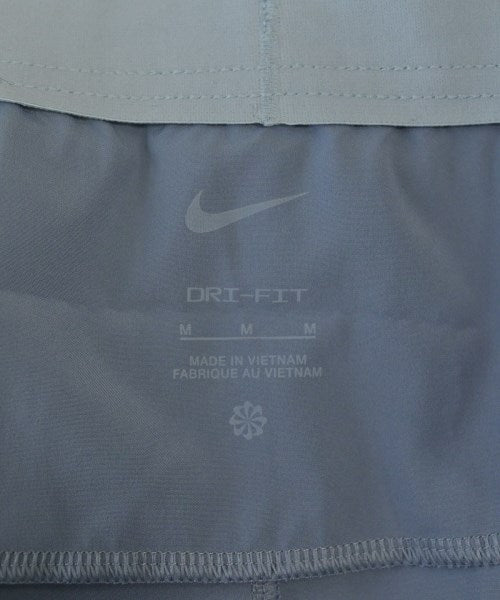 DRI-FIT
M M M
MADE IN VIETNAM
FABRIQUE AU VIETNAM